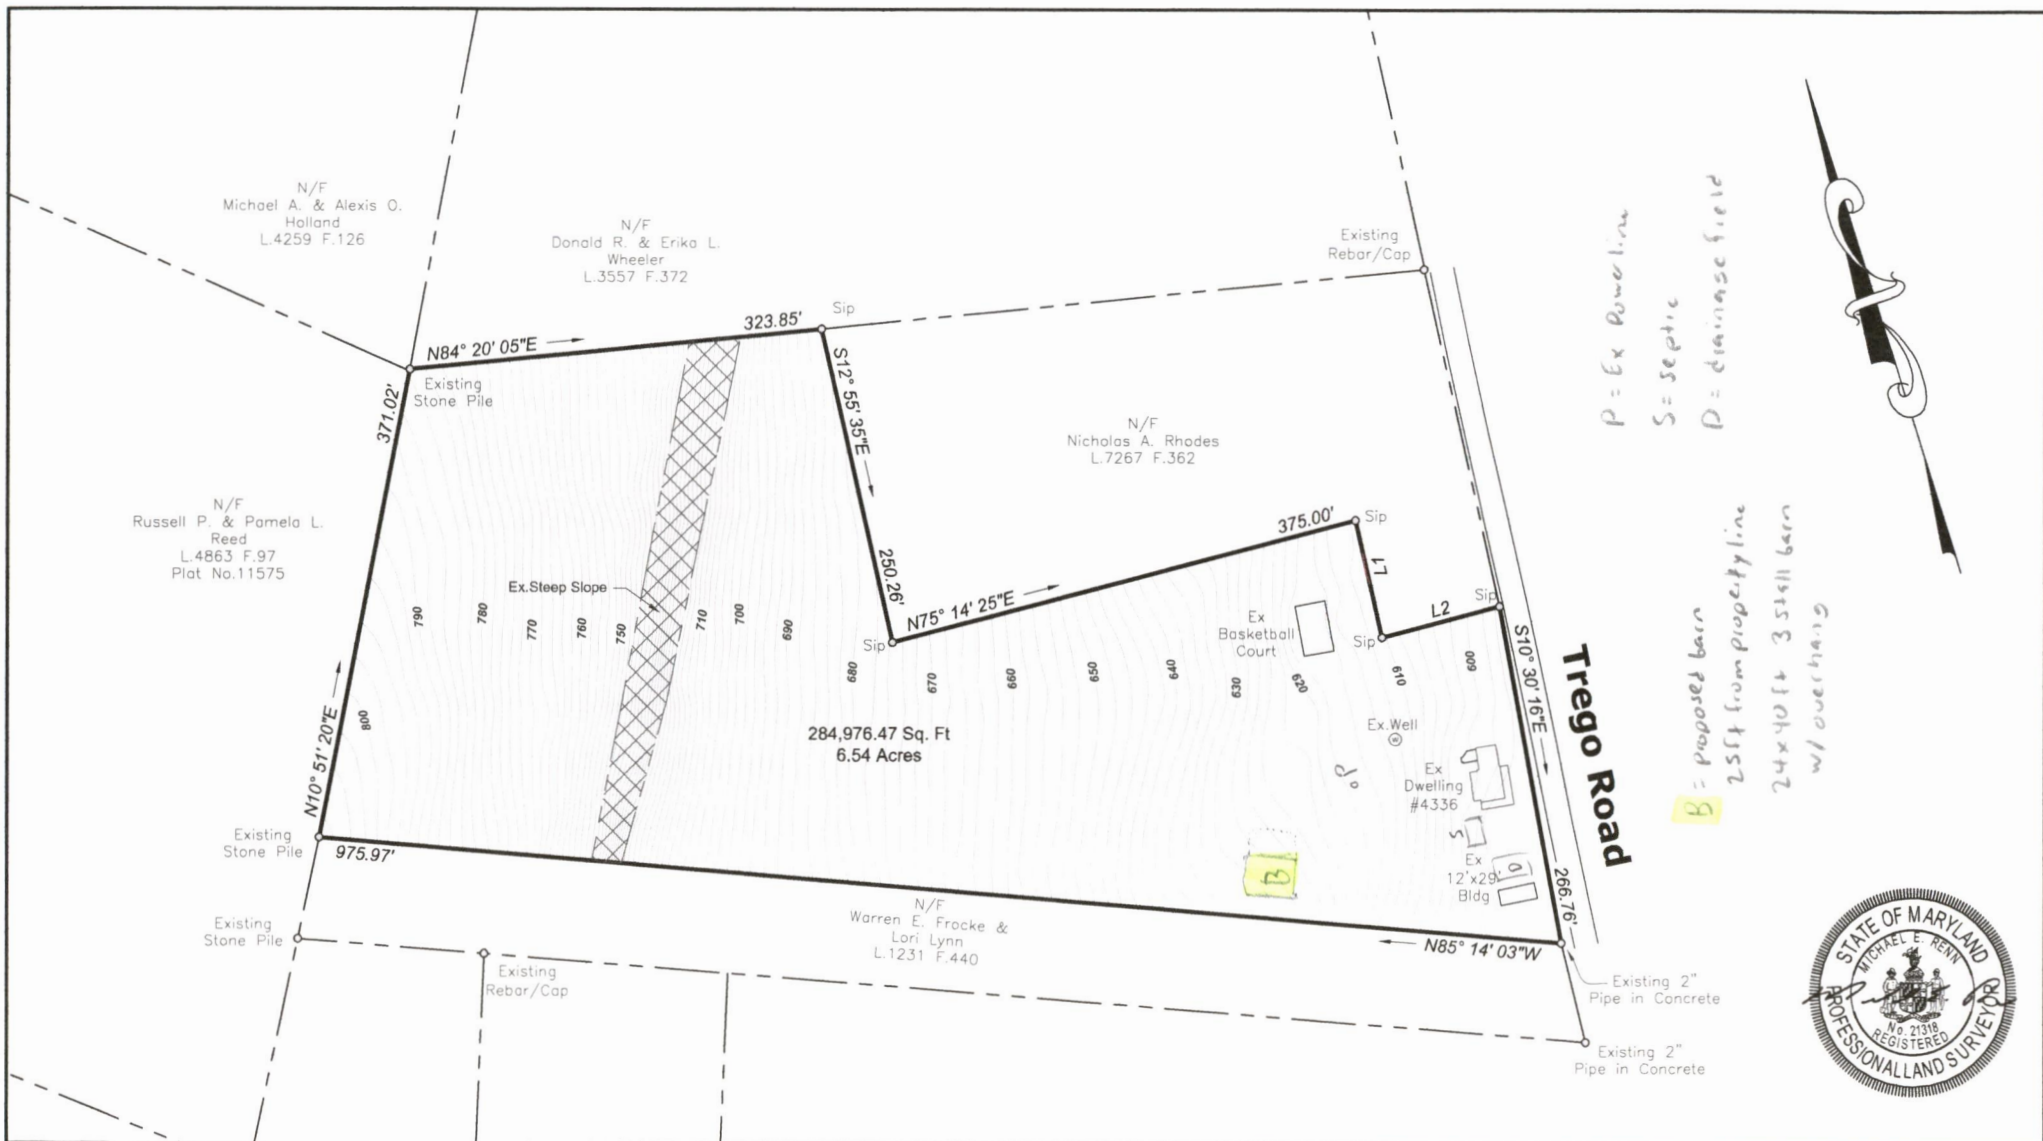 N/F
Michael A. & Alexis O.
Holland
L.4259 F.126
N/F
Donald R. & Erika L.
Wheeler
L.3557 F.372
Existing
Rebar/Cap
Sip
323.85'
N84° 20' 05"E
Existing
Stone Pile
371.02'
S12° 55' 35"E
250.26'
N/F
Nicholas A. Rhodes
L.7267 F.362
N/F
Russell P. & Pamela L.
Reed
L.4863 F.97
Plat No.11575
Ex.Steep Slope
375.00'
Sip
N75° 14' 25"E
Sip
L1
L2
Sip
Sip
Ex
Basketball
Court
800
790
780
770
760
750
710
700
690
680
670
660
650
640
630
620
610
600
S10° 30' 16"E
266.76'
Trego Road
284,976.47 Sq. Ft
6.54 Acres
Ex.Well
W
P
Ex
Dwelling
#4336
S
Ex
12'x29'
Bldg
D
B
N10° 51' 20"E
Existing
Stone Pile
975.97'
N85° 14' 03"W
N/F
Warren E. Frocke &
Lori Lynn
L.1231 F.440
Existing
Stone Pile
Existing
Rebar/Cap
Existing 2"
Pipe in Concrete
Existing 2"
Pipe in Concrete
P = Ex Powerline
S = septic
D = drainage field
B = proposed barn
25ft from propertyline
24x40 ft 3 stall barn
w/ overhang
STATE OF MARYLAND
MICHAEL E. RENN
No. 21318
REGISTERED
PROFESSIONAL LAND SURVEYOR